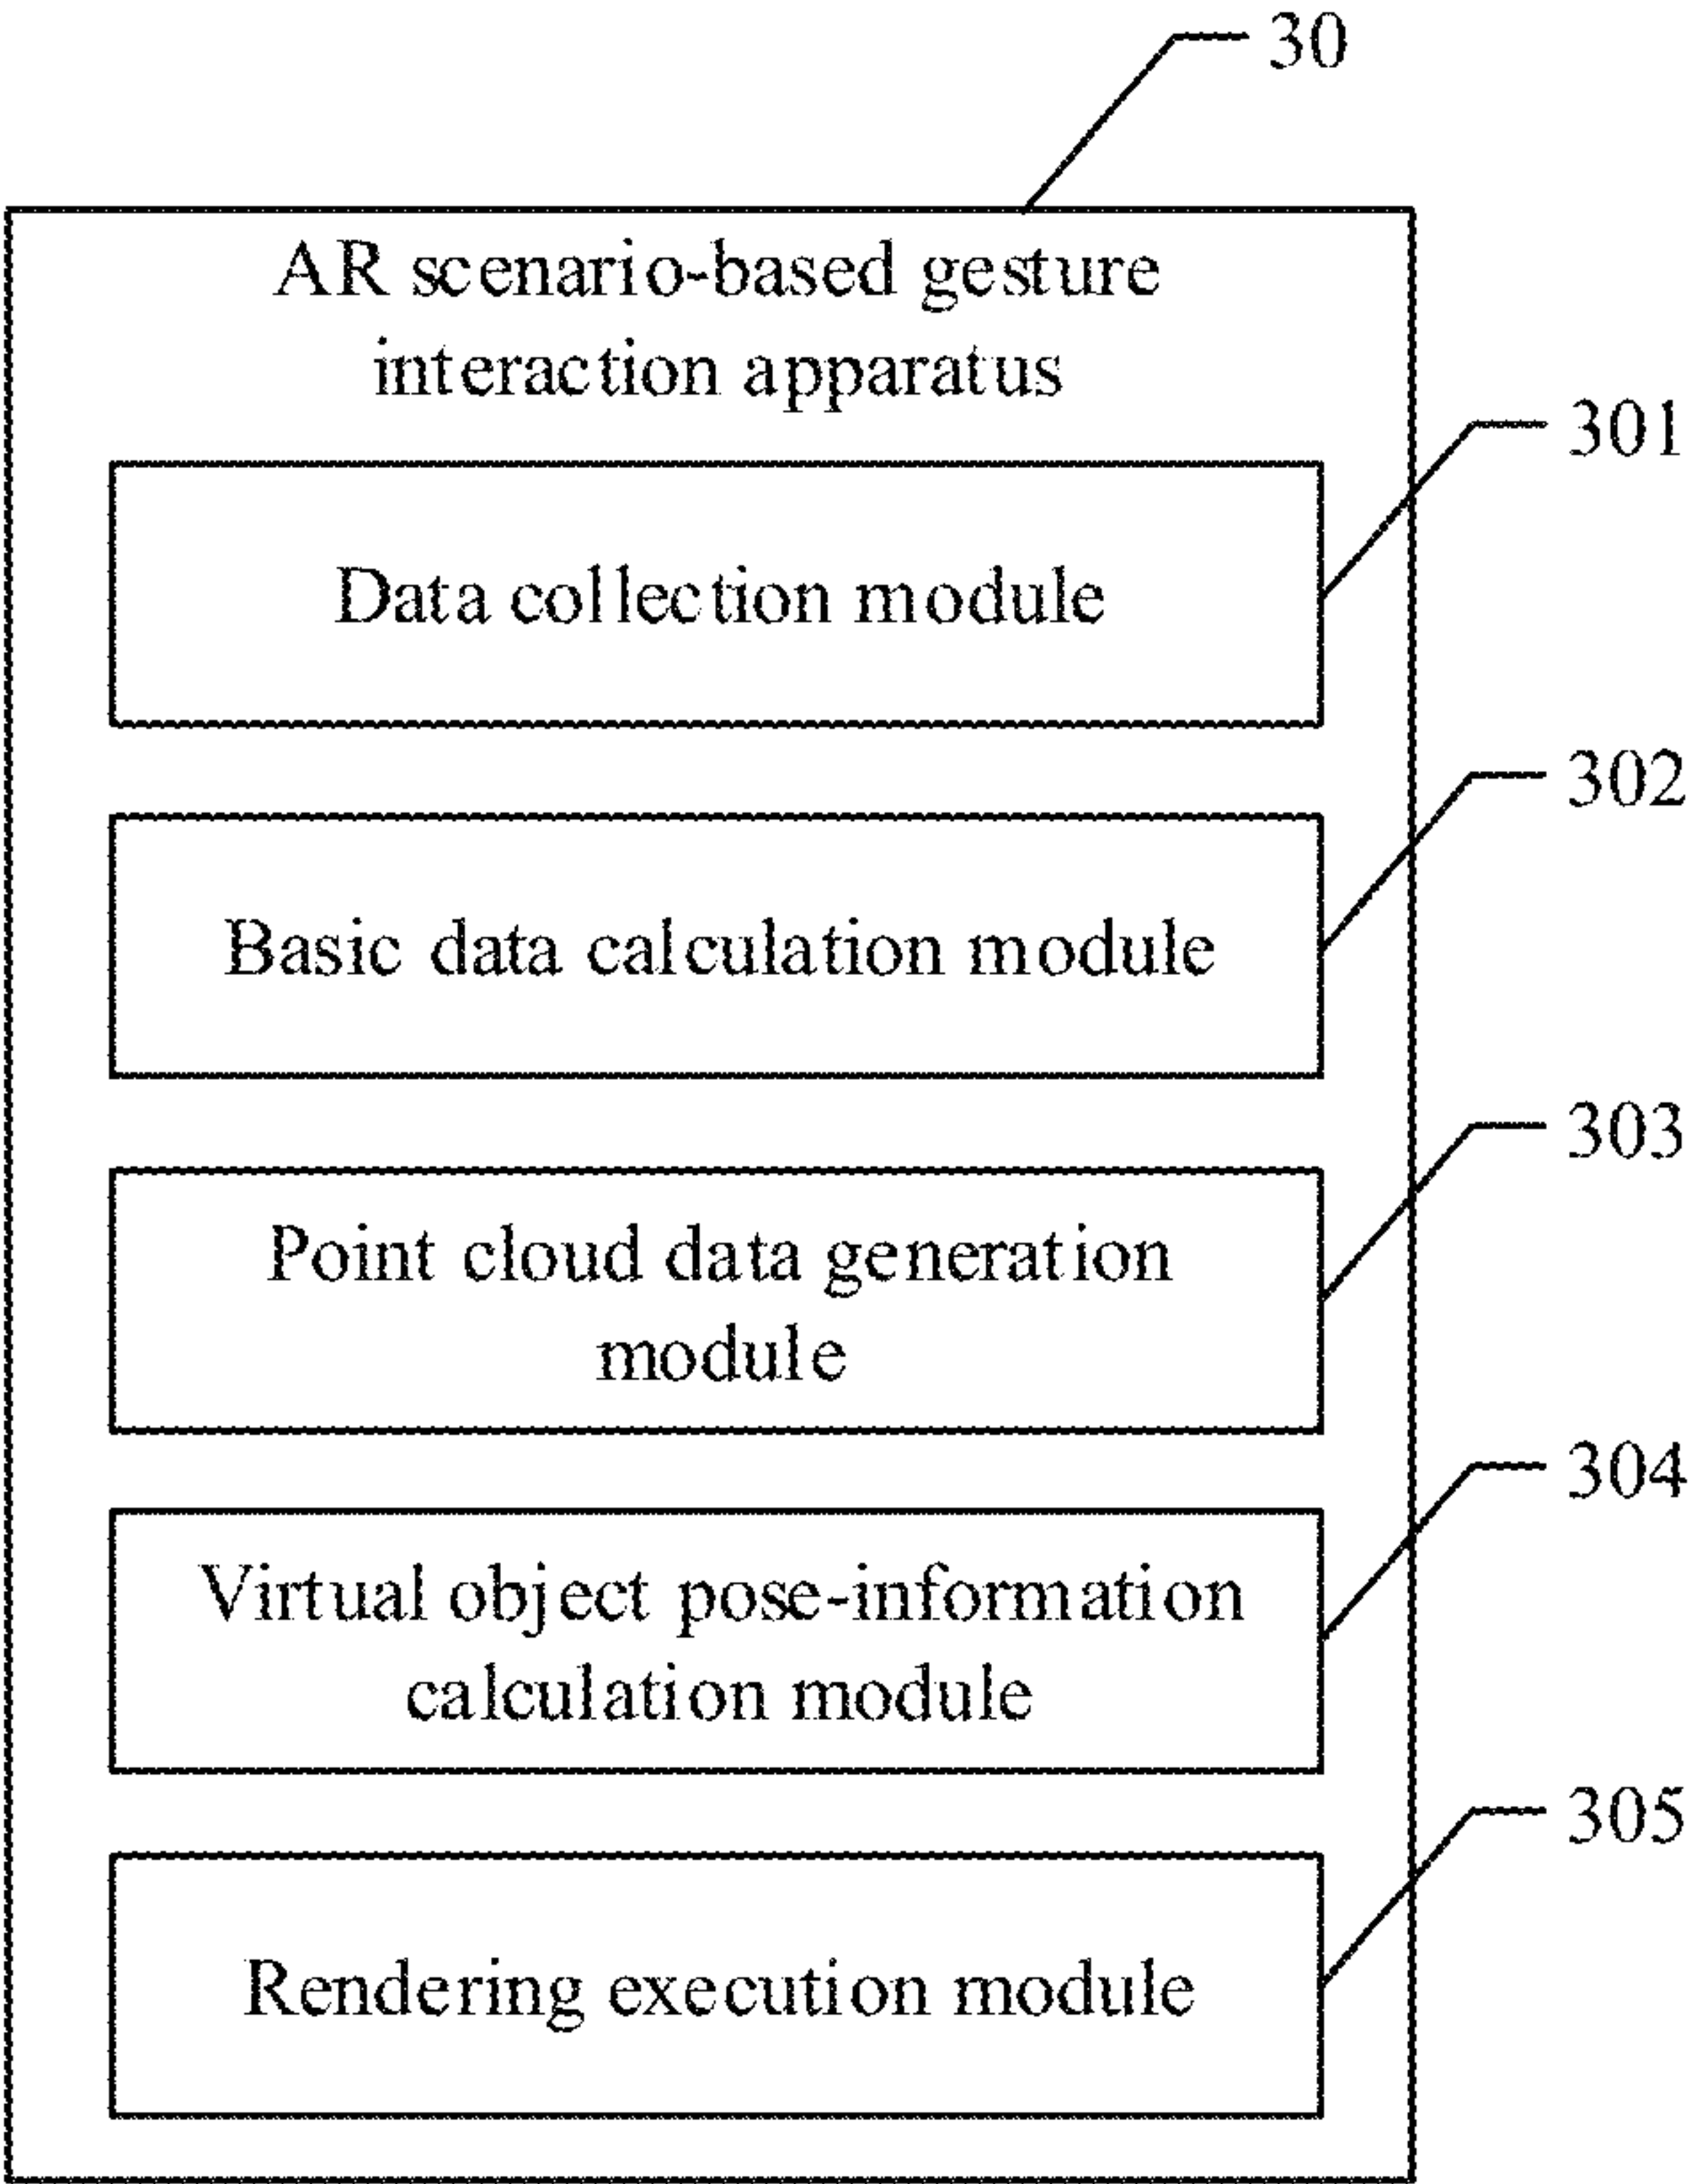 30
AR scenario-based gesture
interaction apparatus
301
Data collection module
302
Basic data calculation module
303
Point cloud data generation
module
304
Virtual object pose-information
calculation module
305
Rendering execution module